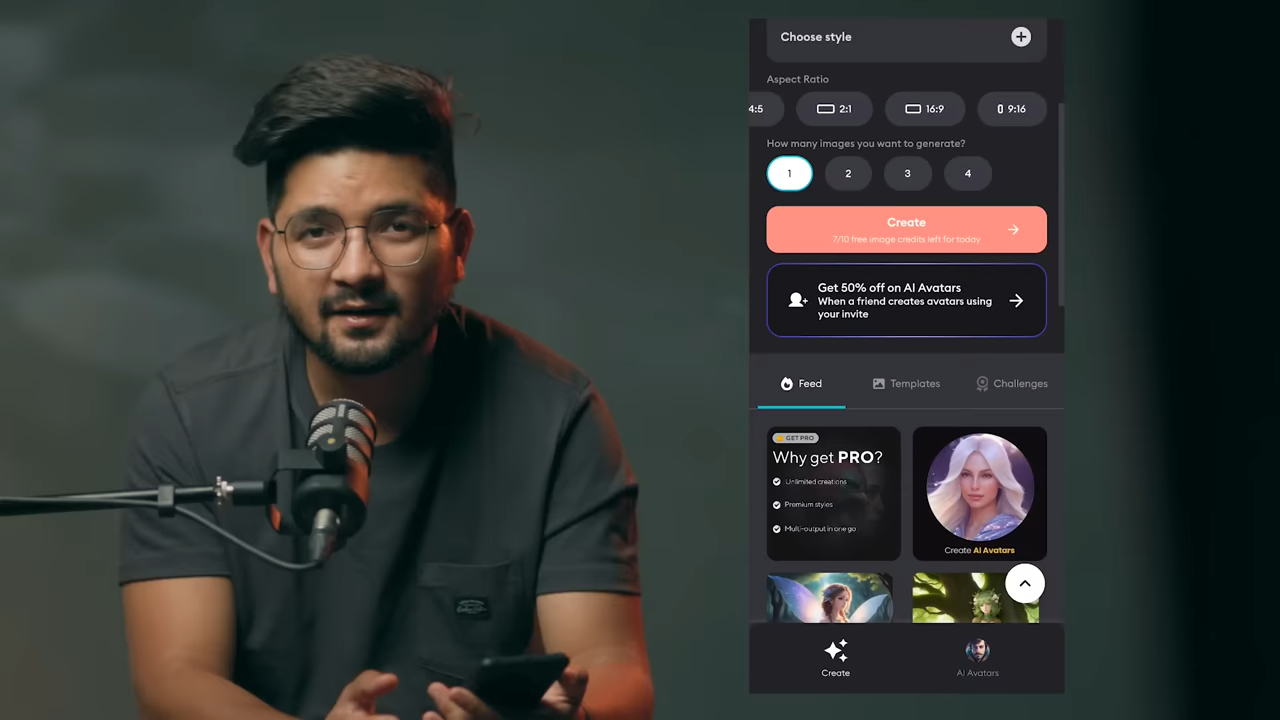 Choose style
Aspect Ratio
4:5
2:1
16:9
9:16
How many images you want to generate?
1
2
3
4
Create
7/10 free image credits left for today
Get 50% off on AI Avatars
When a friend creates avatars using
your invite
Feed
Templates
Challenges
GET PRO
Why get PRO?
Unlimited creations
Premium styles
Multi-output in one go
Create AI Avatars
Create
AI Avatars